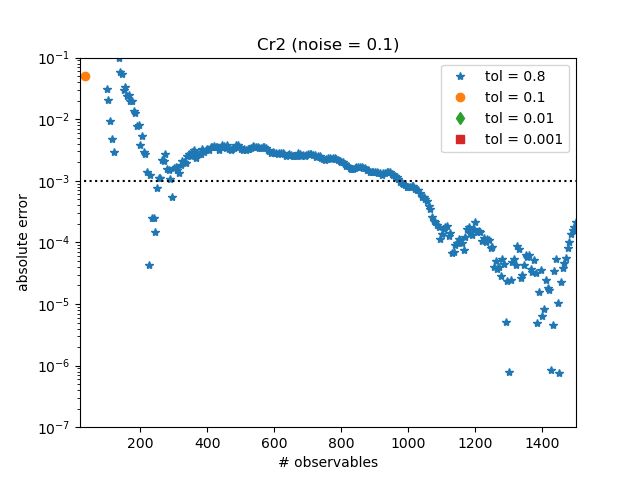 Cr2 (noise = 0.1)
tol = 0.8
tol = 0.1
tol = 0.01
tol = 0.001
absolute error
10⁻¹
10⁻²
10⁻³
10⁻⁴
10⁻⁵
10⁻⁶
10⁻⁷
200 400 600 800 1000 1200 1400
# observables